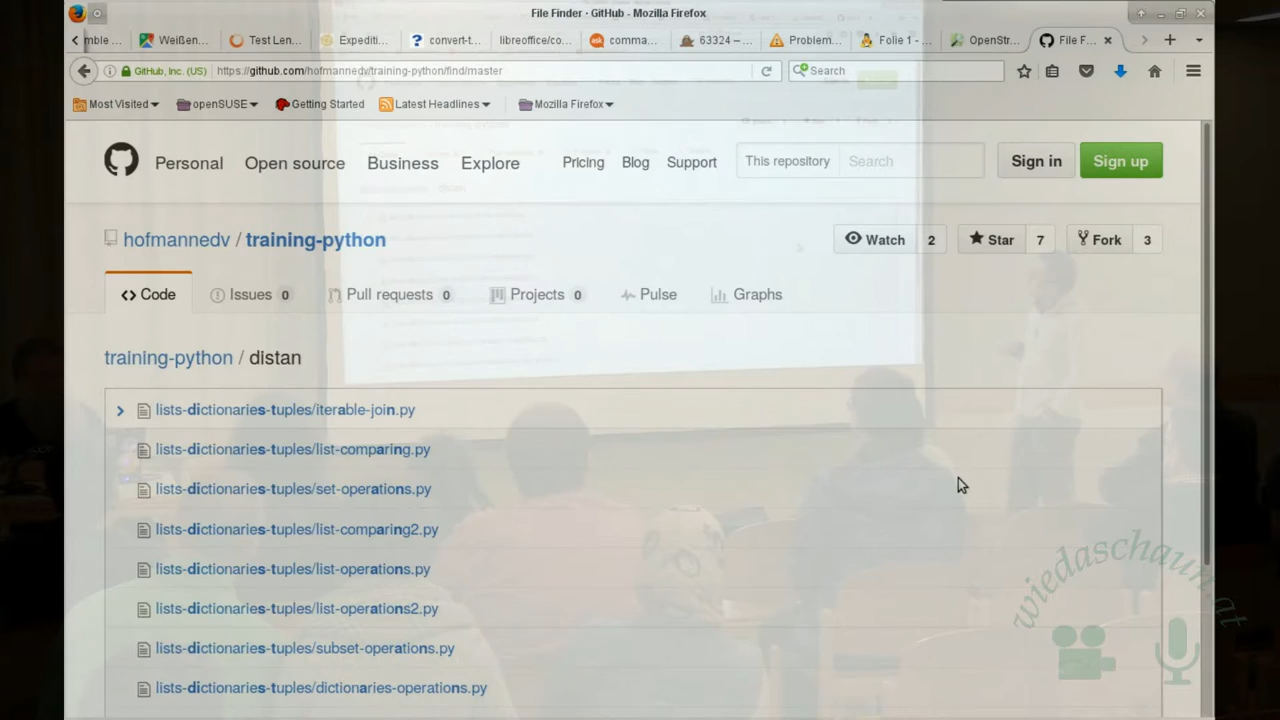 File Finder · GitHub - Mozilla Firefox
mble ... Weißen... Test Len... Expediti... convert-t... libreoffice/co... comma... 63324 – ... Problem... Folie 1 - ... OpenStr... File F...
GitHub, Inc. (US) https://github.com/hofmannedv/training-python/find/master Search
Most Visited openSUSE Getting Started Latest Headlines Mozilla Firefox
Personal Open source Business Explore Pricing Blog Support This repository Search Sign in Sign up
hofmannedv / training-python Watch 2 Star 7 Fork 3
Code Issues 0 Pull requests 0 Projects 0 Pulse Graphs
training-python / distan
lists-dictionaries-tuples/iterable-join.py
lists-dictionaries-tuples/list-comparing.py
lists-dictionaries-tuples/set-operations.py
lists-dictionaries-tuples/list-comparing2.py
lists-dictionaries-tuples/list-operations.py
lists-dictionaries-tuples/list-operations2.py
lists-dictionaries-tuples/subset-operations.py
lists-dictionaries-tuples/dictionaries-operations.py
wiedaschaun.at